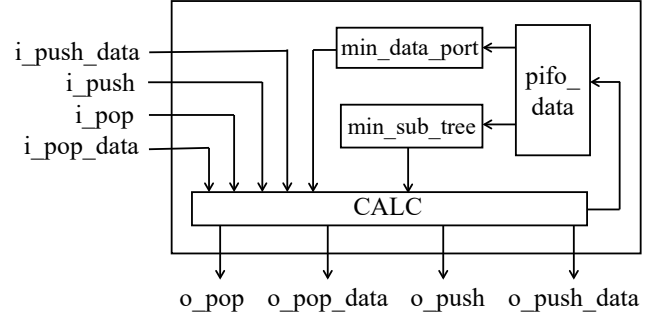 i_push_data
i_push
i_pop
i_pop_data
min_data_port
min_sub_tree
pifo_
data
CALC
o_pop
o_pop_data
o_push
o_push_data